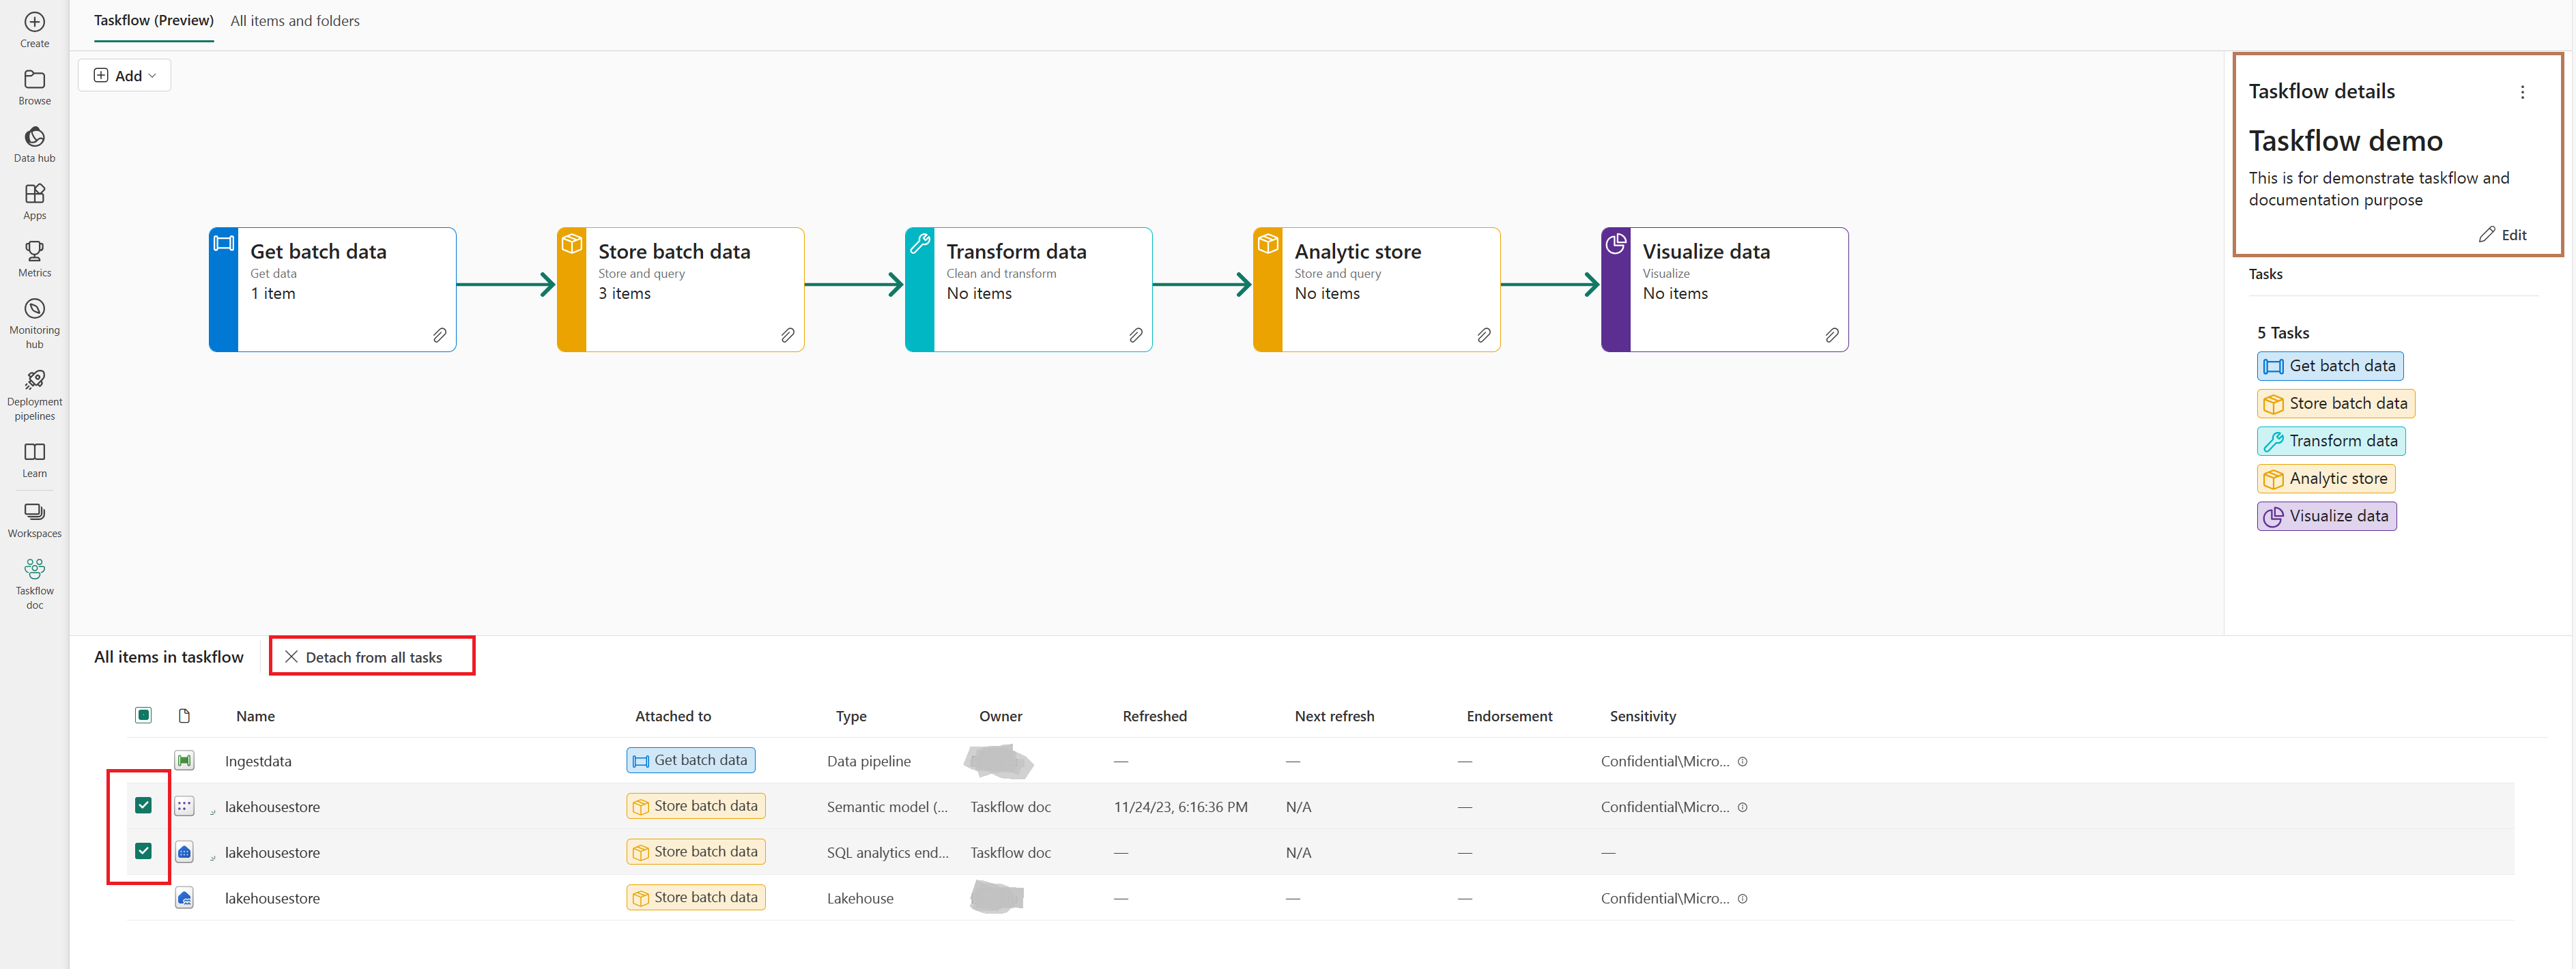 Create
Browse
Data hub
Apps
Metrics
Monitoring
hub
Deployment
pipelines
Learn
Workspaces
Taskflow
doc
Taskflow (Preview) All items and folders
Add
Get batch data
Get data
1 item
Store batch data
Store and query
3 items
Transform data
Clean and transform
No items
Analytic store
Store and query
No items
Visualize data
Visualize
No items
Taskflow details
Taskflow demo
This is for demonstrate taskflow and
documentation purpose
Edit
Tasks
5 Tasks
Get batch data
Store batch data
Transform data
Analytic store
Visualize data
All items in taskflow Detach from all tasks
Name Attached to Type Owner Refreshed Next refresh Endorsement Sensitivity
Ingestdata Get batch data Data pipeline — — — Confidential\Micro...
lakehousestore Store batch data Semantic model (... Taskflow doc 11/24/23, 6:16:36 PM N/A — Confidential\Micro...
lakehousestore Store batch data SQL analytics end... Taskflow doc — N/A — —
lakehousestore Store batch data Lakehouse — — — Confidential\Micro...